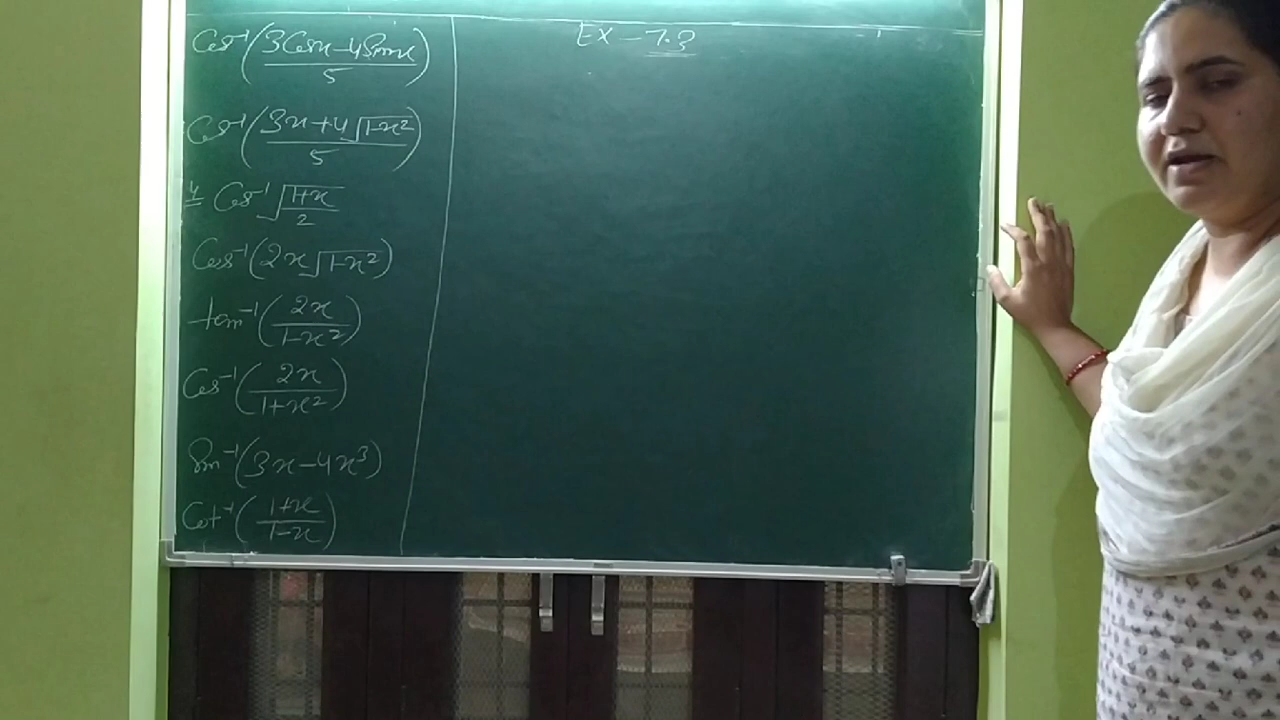 Cos⁻¹(3Cosx-4Sinx/5)
Cos⁻¹(3x+4√1-x²/5)
4 Cos⁻¹√1+x/2
Cos⁻¹(2x√1-x²)
tan⁻¹(2x/1-x²)
Cos⁻¹(2x/1+x²)
Sin⁻¹(3x-4x³)
Cot⁻¹(1+x/1-x)
EX-7.3